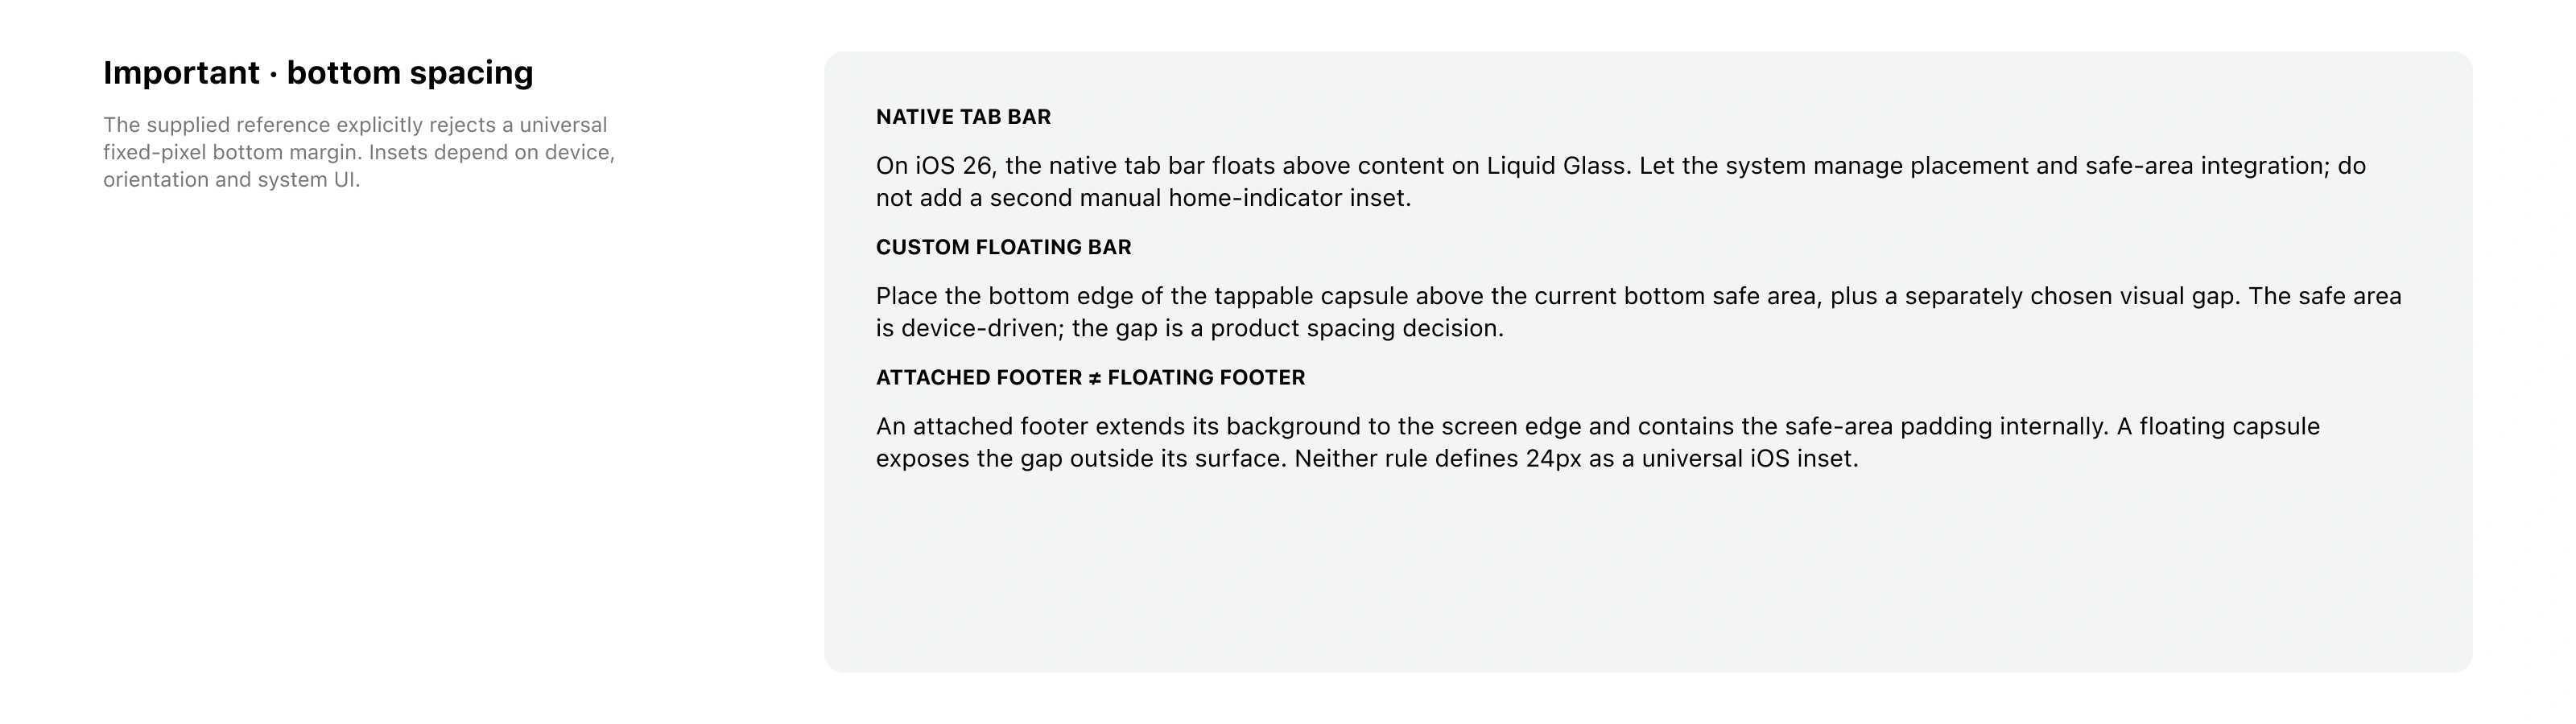 Important · bottom spacing
The supplied reference explicitly rejects a universal
fixed-pixel bottom margin. Insets depend on device,
orientation and system UI.
NATIVE TAB BAR
On iOS 26, the native tab bar floats above content on Liquid Glass. Let the system manage placement and safe-area integration; do
not add a second manual home-indicator inset.
CUSTOM FLOATING BAR
Place the bottom edge of the tappable capsule above the current bottom safe area, plus a separately chosen visual gap. The safe area
is device-driven; the gap is a product spacing decision.
ATTACHED FOOTER ≠ FLOATING FOOTER
An attached footer extends its background to the screen edge and contains the safe-area padding internally. A floating capsule
exposes the gap outside its surface. Neither rule defines 24px as a universal iOS inset.